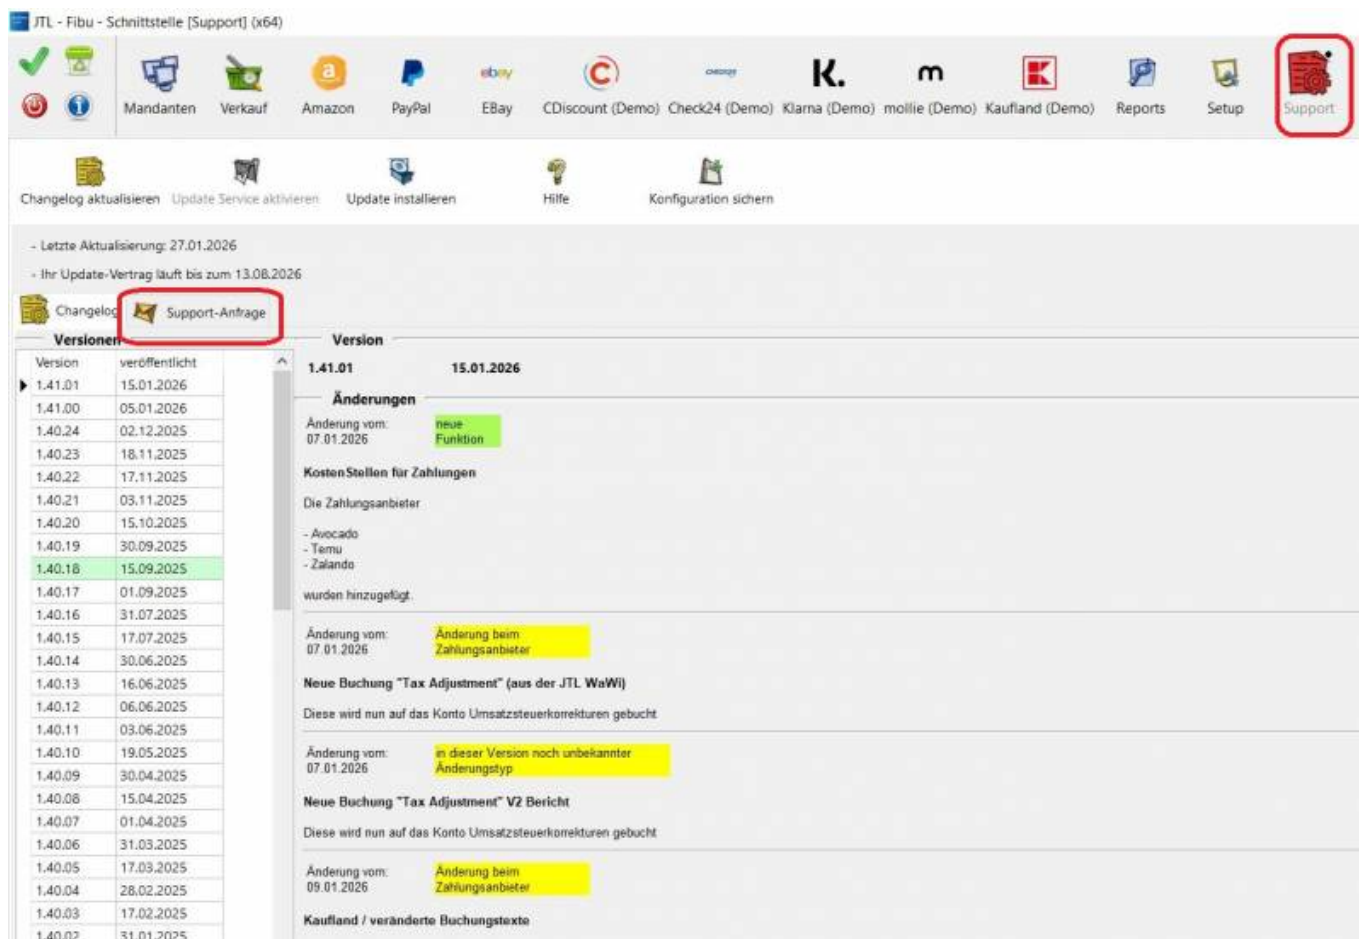 JTL - Fibu - Schnittstelle [Support] (x64)
Mandanten Verkauf Amazon PayPal EBay CDiscount (Demo) Check24 (Demo) Klarna (Demo) mollie (Demo) Kaufland (Demo) Reports Setup Support
Changelog aktualisieren Update Service aktivieren Update installieren Hilfe Konfiguration sichern
- Letzte Aktualisierung: 27.01.2026
- Ihr Update-Vertrag läuft bis zum 13.08.2026
Changelog Support-Anfrage
Versionen
Version veröffentlicht
1.41.01 15.01.2026
1.41.00 05.01.2026
1.40.24 02.12.2025
1.40.23 18.11.2025
1.40.22 17.11.2025
1.40.21 03.11.2025
1.40.20 15.10.2025
1.40.19 30.09.2025
1.40.18 15.09.2025
1.40.17 01.09.2025
1.40.16 31.07.2025
1.40.15 17.07.2025
1.40.14 30.06.2025
1.40.13 16.06.2025
1.40.12 06.06.2025
1.40.11 03.06.2025
1.40.10 19.05.2025
1.40.09 30.04.2025
1.40.08 15.04.2025
1.40.07 01.04.2025
1.40.06 31.03.2025
1.40.05 17.03.2025
1.40.04 28.02.2025
1.40.03 17.02.2025
1.40.02 31.01.2025
Version
1.41.01 15.01.2026
Änderungen
Änderung vom: neue
07.01.2026 Funktion
KostenStellen für Zahlungen
Die Zahlungsanbieter
- Avocado
- Temu
- Zalando
wurden hinzugefügt.
Änderung vom: Änderung beim
07.01.2026 Zahlungsanbieter
Neue Buchung "Tax Adjustment" (aus der JTL WaWi)
Diese wird nun auf das Konto Umsatzsteuerkorrekturen gebucht
Änderung vom: in dieser Version noch unbekannter
07.01.2026 Änderungstyp
Neue Buchung "Tax Adjustment" V2 Bericht
Diese wird nun auf das Konto Umsatzsteuerkorrekturen gebucht
Änderung vom: Änderung beim
09.01.2026 Zahlungsanbieter
Kaufland / veränderte Buchungstexte